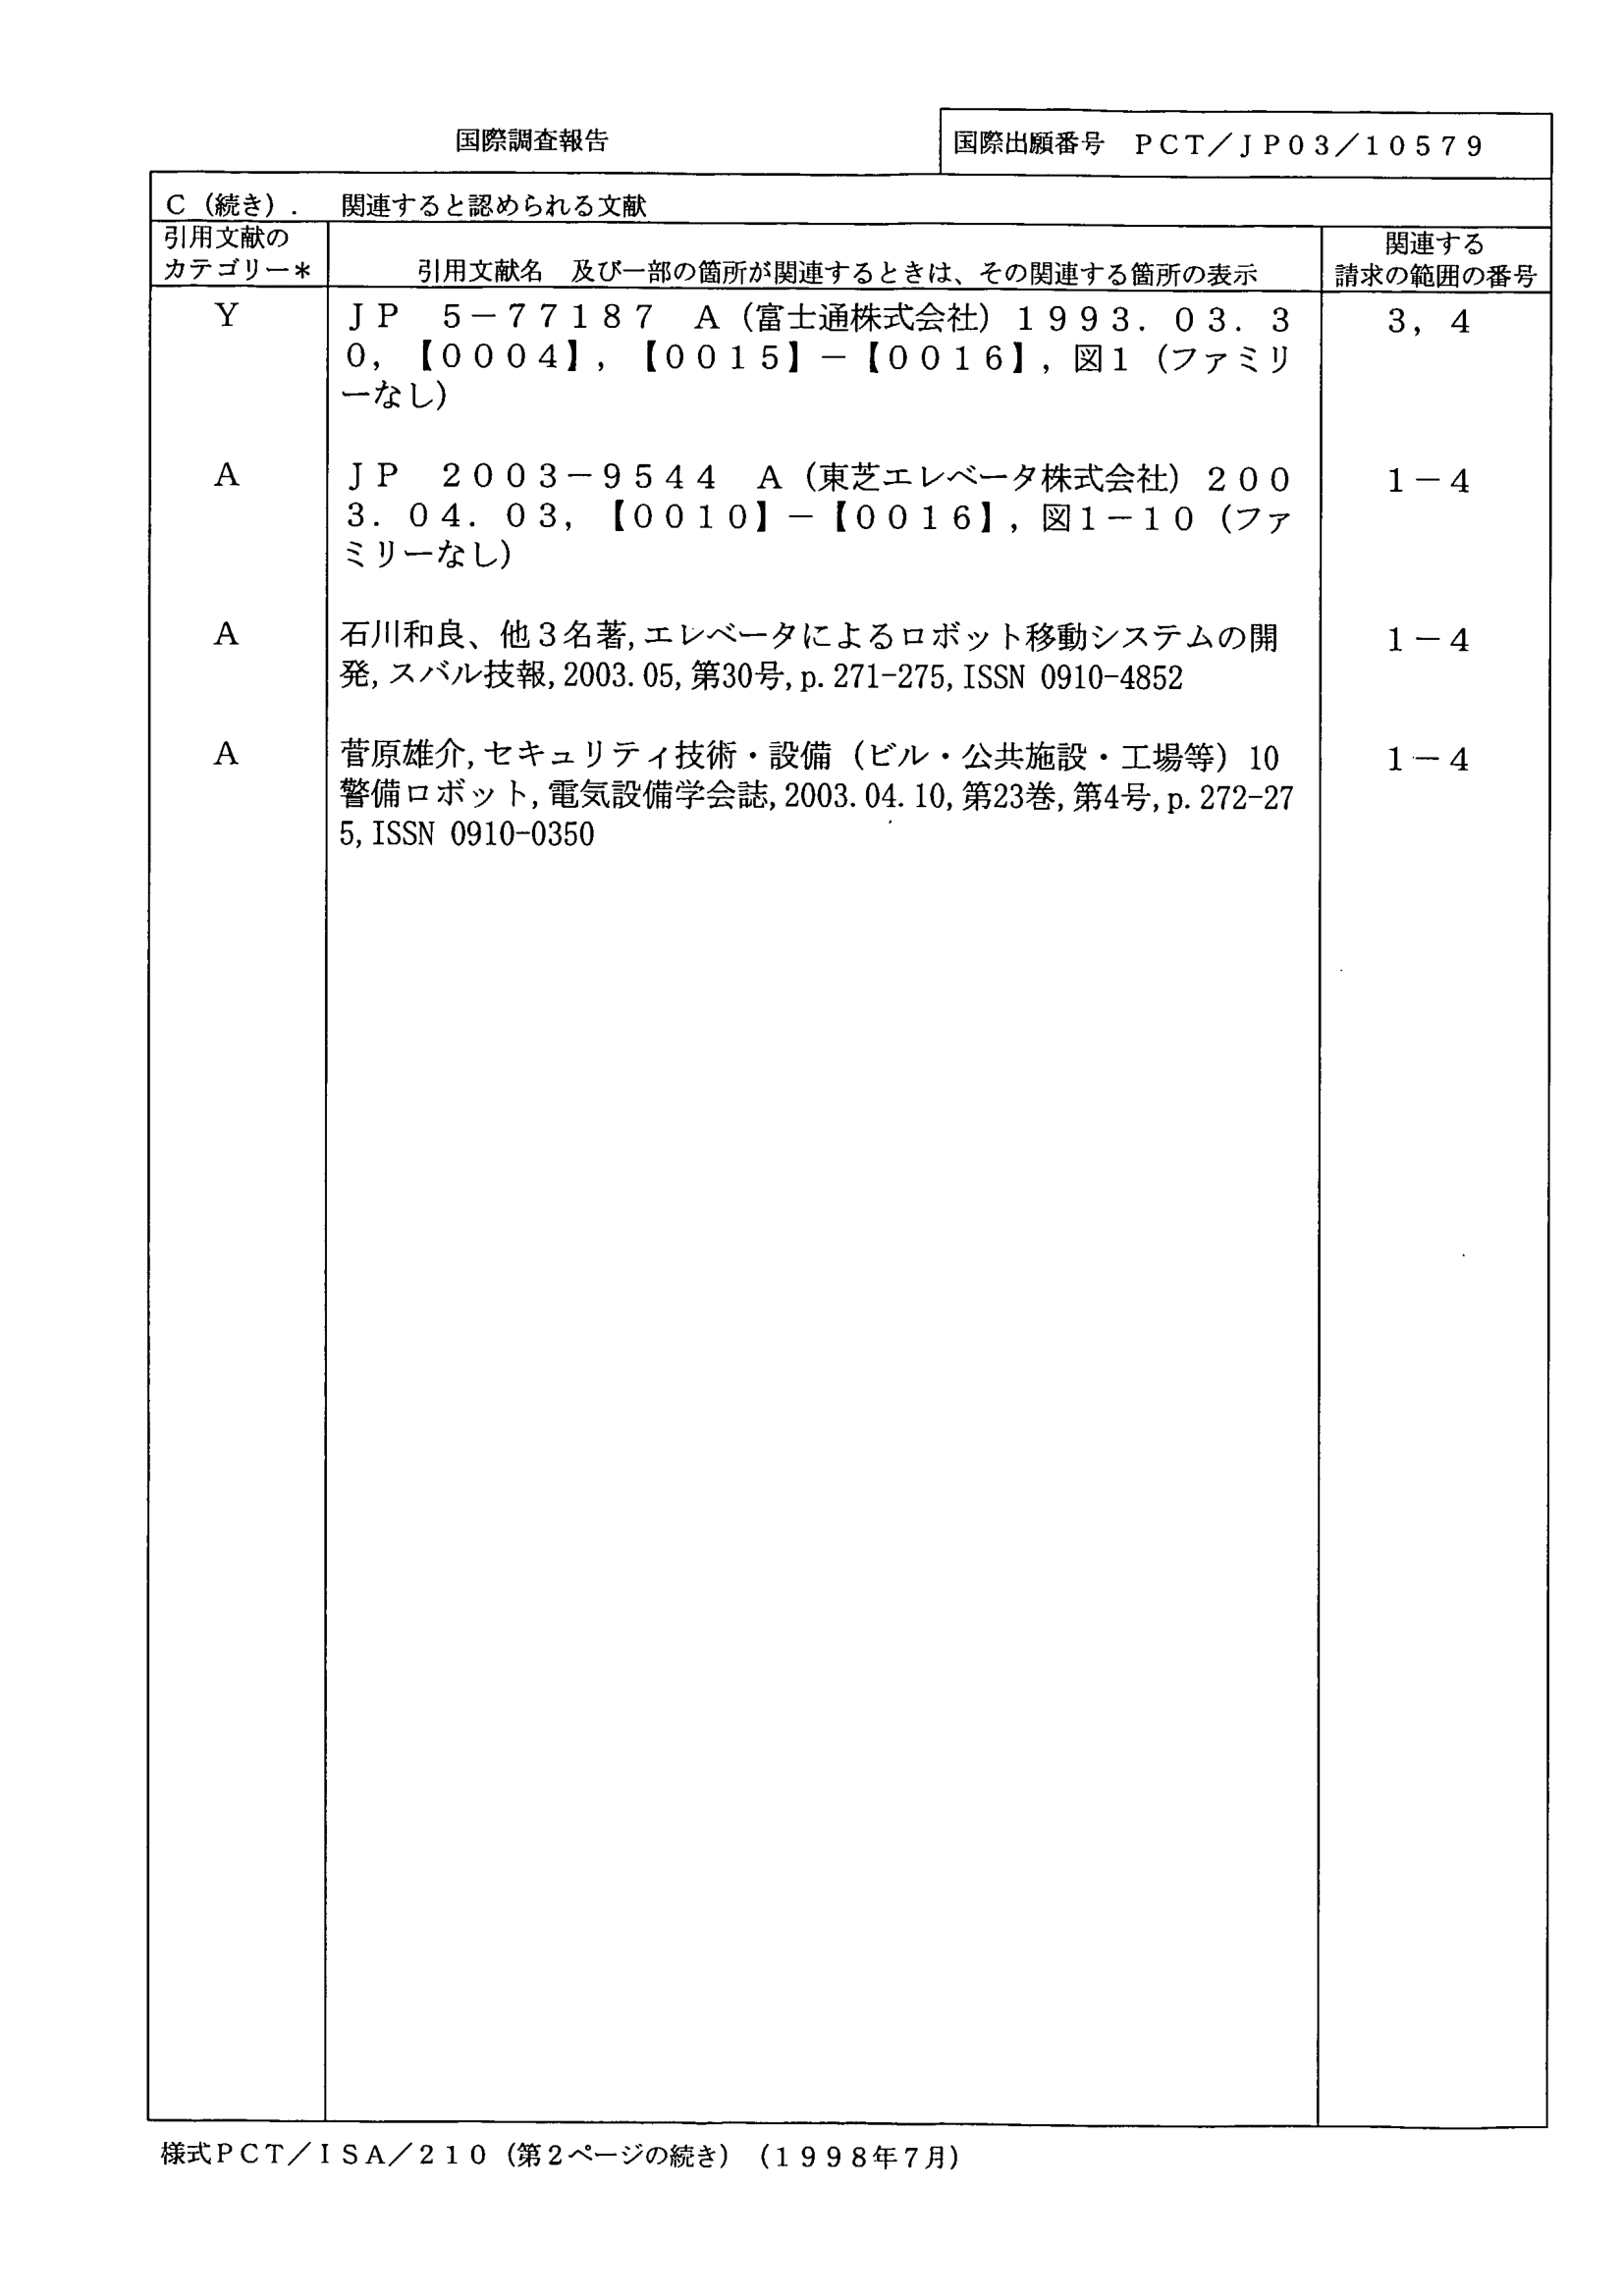 国際調査報告
国際出願番号　ＰＣＴ／ＪＰ０３／１０５７９
Ｃ（続き）．　関連すると認められる文献
引用文献の
カテゴリー＊
引用文献名　及び一部の箇所が関連するときは、その関連する箇所の表示
関連する
請求の範囲の番号
Ｙ
ＪＰ　５－７７１８７　Ａ（富士通株式会社）１９９３．０３．３
０，【０００４】，【００１５】－【００１６】，図１（ファミリ
ーなし）
３，４
Ａ
ＪＰ　２００３－９５４４　Ａ（東芝エレベータ株式会社）２００
３．０４．０３，【００１０】－【００１６】，図１－１０（ファ
ミリーなし）
１－４
Ａ
石川和良、他３名著,エレベータによるロボット移動システムの開
発,スバル技報,2003.05,第30号,p.271-275,ISSN 0910-4852
１－４
Ａ
菅原雄介,セキュリティ技術・設備（ビル・公共施設・工場等）10
警備ロボット,電気設備学会誌,2003.04.10,第23巻,第4号,p.272-27
5,ISSN 0910-0350
１－４
様式ＰＣＴ／ＩＳＡ／２１０（第２ページの続き）（１９９８年７月）